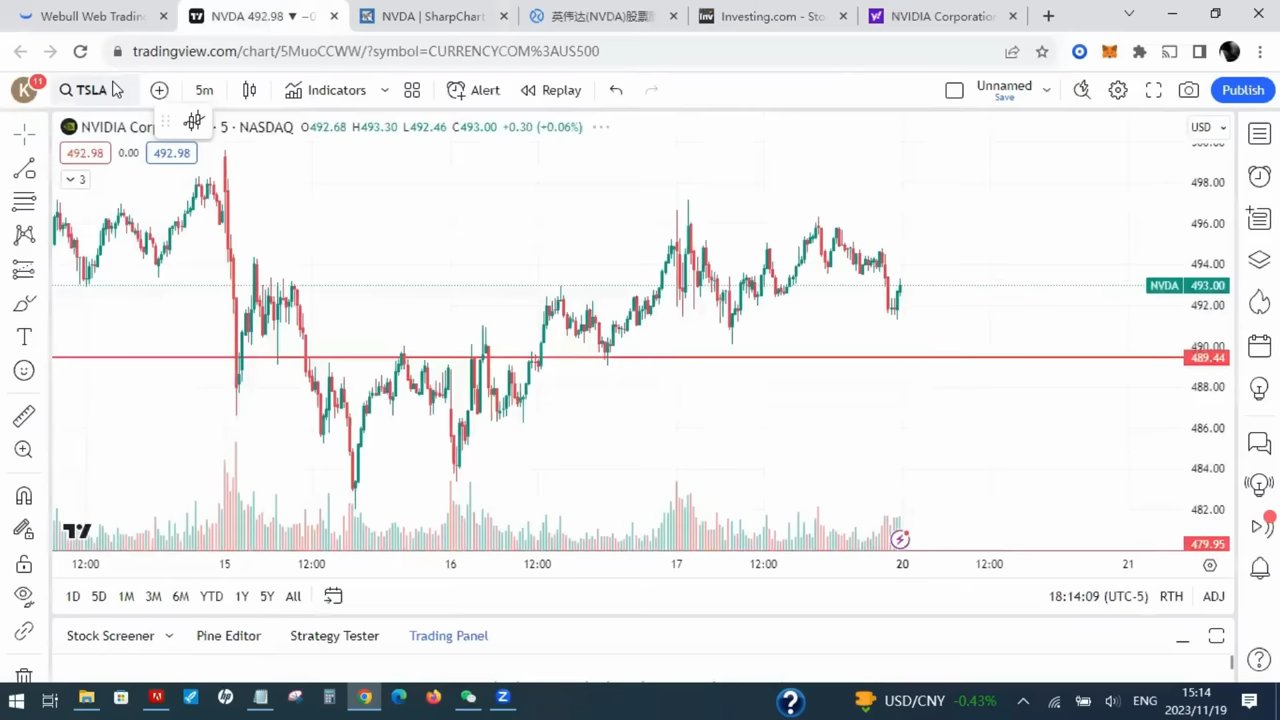 Webull Web Trading
NVDA 492.98 ▼ −0
NVDA | SharpChart
英伟达(NVDA)股票
Investing.com - Sto
NVIDIA Corporatio
tradingview.com/chart/5MuoCCWW/?symbol=CURRENCYCOM%3AUS500
K
11
TSLA
5m
Indicators
Alert
Replay
Unnamed
Save
Publish
NVIDIA Corp · 5 · NASDAQ O492.68 H493.30 L492.46 C493.00 +0.30 (+0.06%)
USD
492.98
0.00
492.98
3
498.00
496.00
494.00
NVDA 493.00
492.00
490.00
489.44
488.00
486.00
484.00
482.00
479.95
12:00
15
12:00
16
12:00
17
12:00
20
12:00
21
1D 5D 1M 3M 6M YTD 1Y 5Y All
18:14:09 (UTC-5) RTH ADJ
Stock Screener
Pine Editor
Strategy Tester
Trading Panel
USD/CNY -0.43%
ENG
15:14
2023/11/19